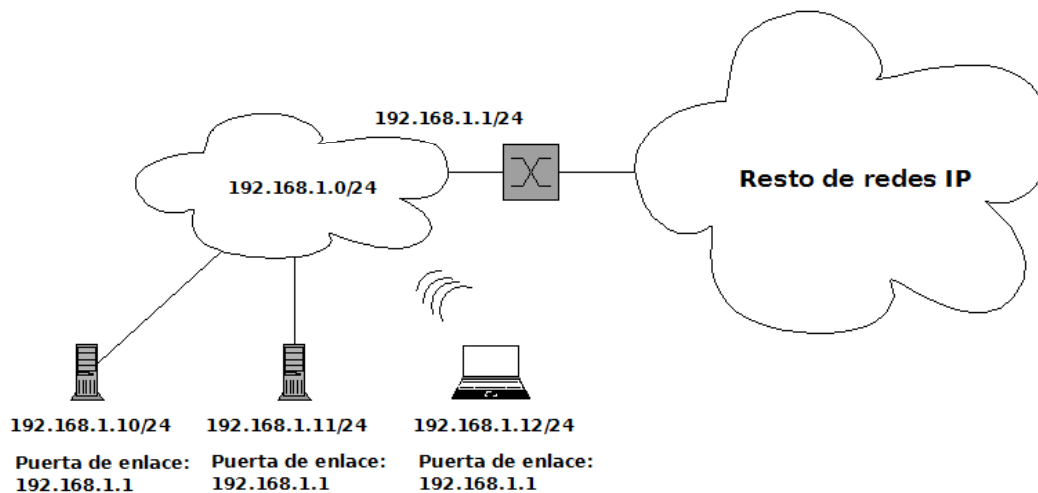 192.168.1.1/24
192.168.1.0/24
Resto de redes IP
192.168.1.10/24
192.168.1.11/24
192.168.1.12/24
Puerta de enlace:
192.168.1.1
Puerta de enlace:
192.168.1.1
Puerta de enlace:
192.168.1.1